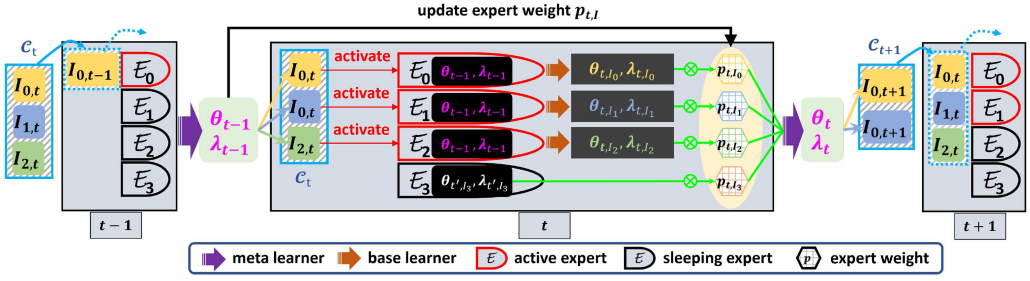 update expert weight p_{t,I}
C_t
I_{0,t}
I_{1,t}
I_{2,t}
I_{0,t−1}
ℰ_0
ℰ_1
ℰ_2
ℰ_3
t − 1
θ_{t−1}
λ_{t−1}
I_{0,t}
I_{0,t}
I_{2,t}
C_t
activate
activate
activate
ℰ_0 θ_{t−1}, λ_{t−1}
ℰ_1 θ_{t−1}, λ_{t−1}
ℰ_2 θ_{t−1}, λ_{t−1}
ℰ_3 θ_{t′,I_3}, λ_{t′,I_3}
θ_{t,I_0}, λ_{t,I_0}
θ_{t,I_1}, λ_{t,I_1}
θ_{t,I_2}, λ_{t,I_2}
p_{t,I_0}
p_{t,I_1}
p_{t,I_2}
p_{t,I_3}
t
θ_t
λ_t
C_{t+1}
I_{0,t+1}
I_{0,t+1}
I_{0,t}
I_{1,t}
I_{2,t}
ℰ_0
ℰ_1
ℰ_2
ℰ_3
t + 1
meta learner base learner ℰ active expert ℰ sleeping expert p expert weight